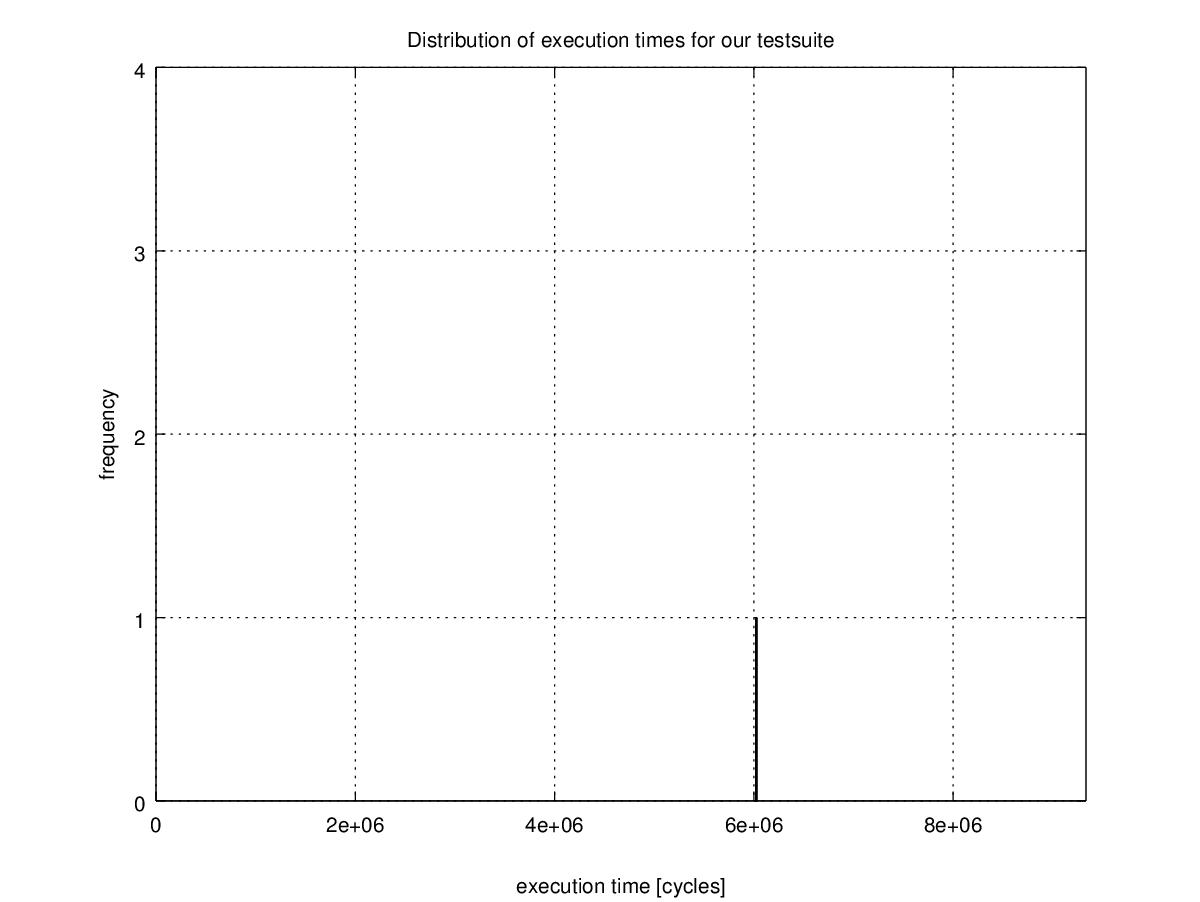 Distribution of execution times for our testsuite
4
3
2
1
0
frequency
0 2e+06 4e+06 6e+06 8e+06
execution time [cycles]